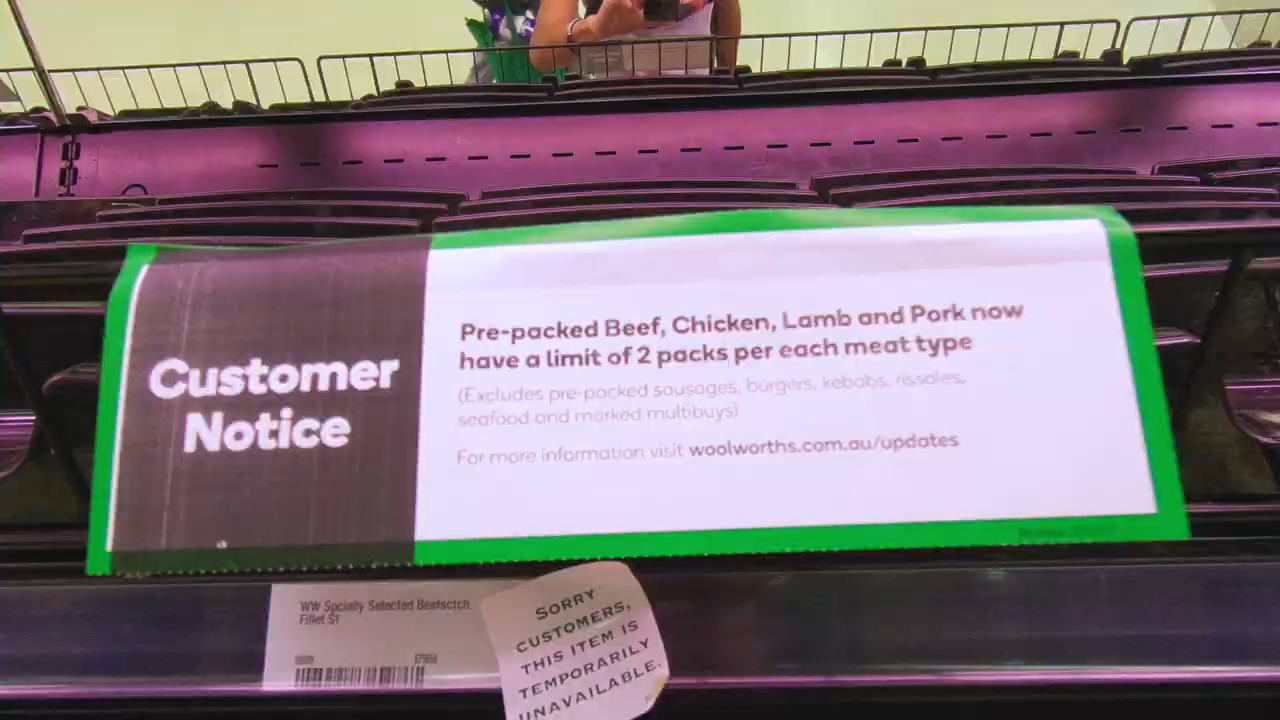 Customer
Notice
Pre-packed Beef, Chicken, Lamb and Pork now
have a limit of 2 packs per each meat type
(Excludes pre-packed sausages, burgers, kebabs, rissoles,
seafood and marked multibuys)
For more information visit woolworths.com.au/updates
WW Spcially Selected Beefsctch
Fillet
SORRY
CUSTOMERS,
THIS ITEM IS
TEMPORARILY
UNAVAILABLE.